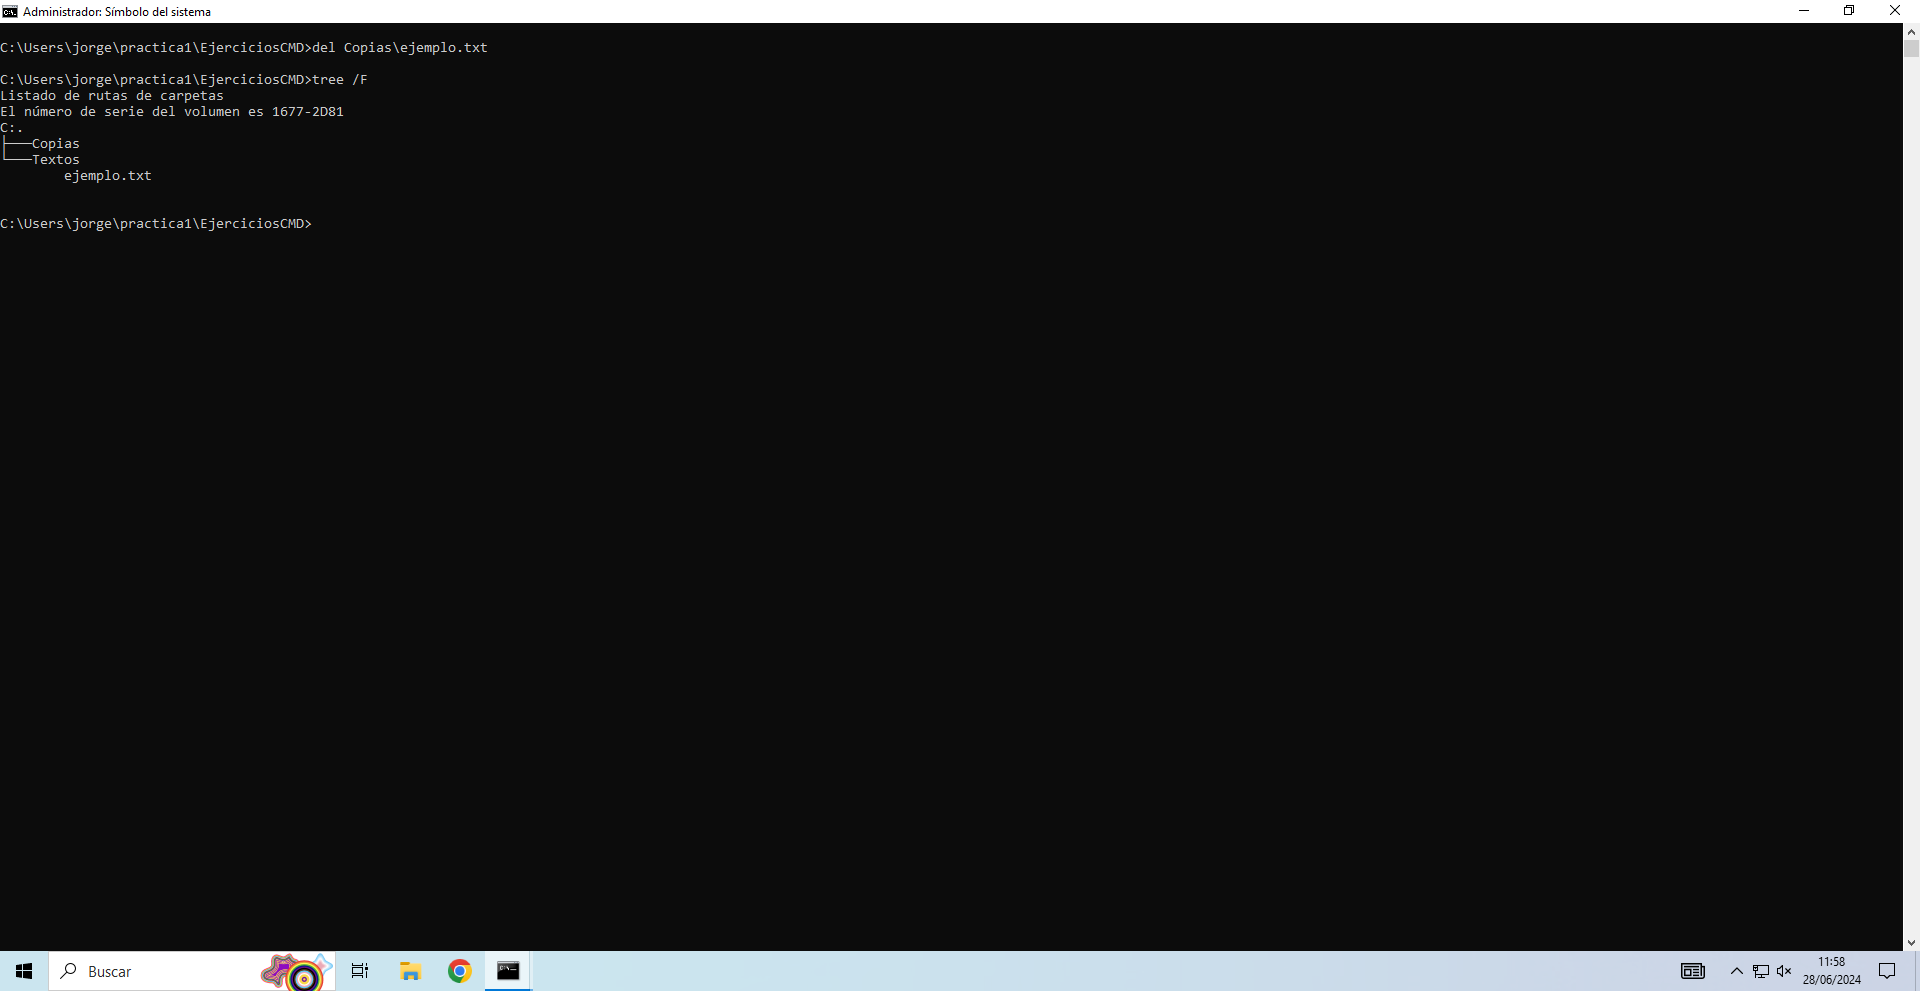 Administrador: Símbolo del sistema
C:\Users\jorge\practica1\EjerciciosCMD>del Copias\ejemplo.txt
C:\Users\jorge\practica1\EjerciciosCMD>tree /F
Listado de rutas de carpetas
El número de serie del volumen es 1677-2D81
C:.
├───Copias
└───Textos
        ejemplo.txt
C:\Users\jorge\practica1\EjerciciosCMD>
Buscar
11:58
28/06/2024